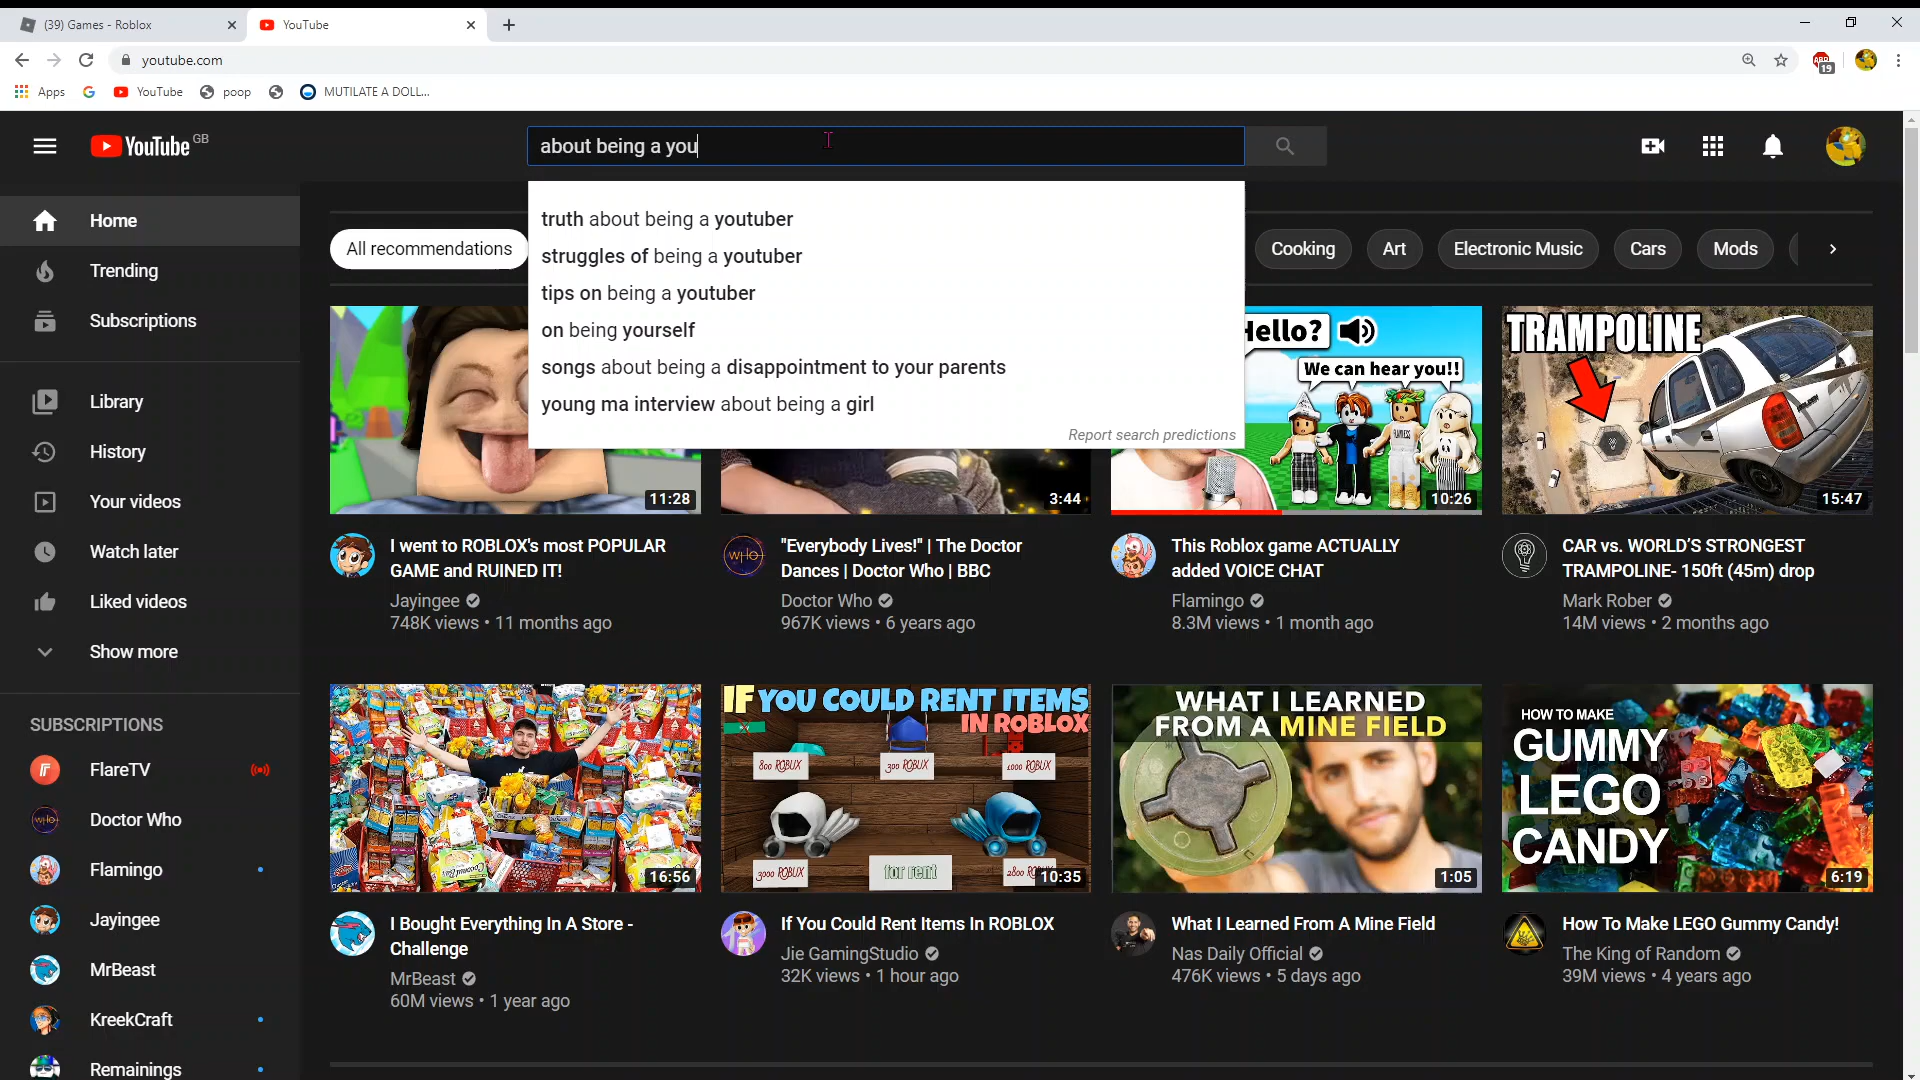 (39) Games - Roblox
YouTube
youtube.com
19
Apps
YouTube
poop
MUTILATE A DOLL...
YouTube GB
about being a you
truth about being a youtuber
struggles of being a youtuber
tips on being a youtuber
on being yourself
songs about being a disappointment to your parents
young ma interview about being a girl
Report search predictions
Home
Trending
Subscriptions
Library
History
Your videos
Watch later
Liked videos
Show more
SUBSCRIPTIONS
FlareTV
Doctor Who
Flamingo
Jayingee
MrBeast
KreekCraft
Remainings
All recommendations
Cooking
Art
Electronic Music
Cars
Mods
11:28
3:44
Hello?
We can hear you!!
10:26
TRAMPOLINE
15:47
I went to ROBLOX's most POPULAR
GAME and RUINED IT!
Jayingee
748K views • 11 months ago
"Everybody Lives!" | The Doctor
Dances | Doctor Who | BBC
Doctor Who
967K views • 6 years ago
This Roblox game ACTUALLY
added VOICE CHAT
Flamingo
8.3M views • 1 month ago
CAR vs. WORLD'S STRONGEST
TRAMPOLINE- 150ft (45m) drop
Mark Rober
14M views • 2 months ago
16:56
IF YOU COULD RENT ITEMS
IN ROBLOX
800 ROBUX
300 ROBUX
1000 ROBUX
3000 ROBUX
for rent
10:35
WHAT I LEARNED
FROM A MINE FIELD
1:05
HOW TO MAKE
GUMMY
LEGO
CANDY
6:19
I Bought Everything In A Store -
Challenge
MrBeast
60M views • 1 year ago
If You Could Rent Items In ROBLOX
Jie GamingStudio
32K views • 1 hour ago
What I Learned From A Mine Field
Nas Daily Official
476K views • 5 days ago
How To Make LEGO Gummy Candy!
The King of Random
39M views • 4 years ago